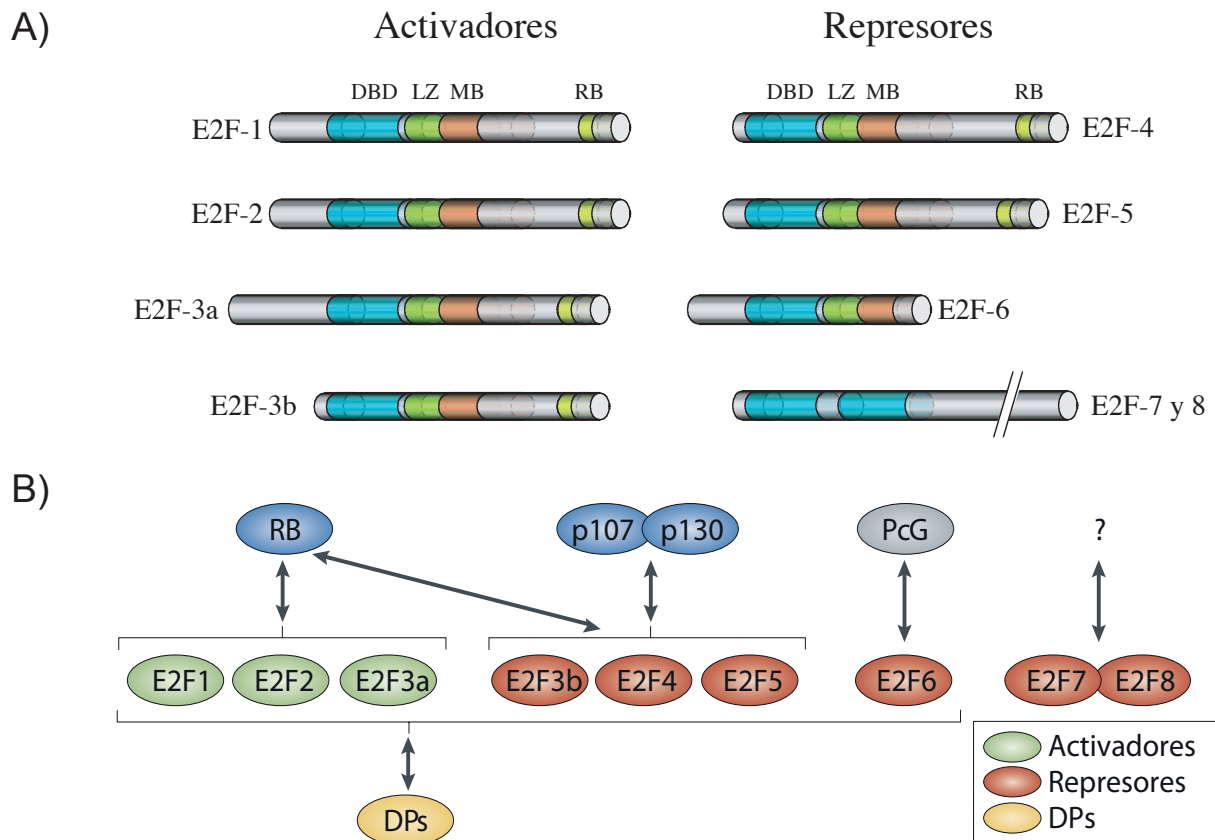 A)
Activadores
Represores
DBD LZ MB RB
DBD LZ MB RB
E2F-1
E2F-4
E2F-2
E2F-5
E2F-3a
E2F-6
E2F-3b
E2F-7 y 8
B)
RB
p107 p130
PcG
?
E2F1 E2F2 E2F3a
E2F3b E2F4 E2F5
E2F6
E2F7 E2F8
DPs
Activadores
Represores
DPs